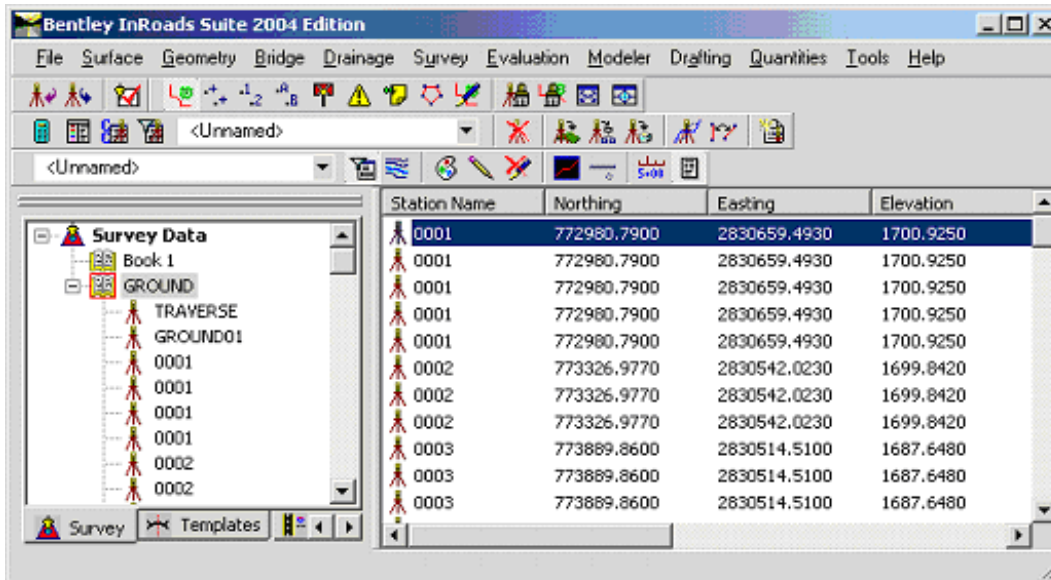 Bentley InRoads Suite 2004 Edition
File Surface Geometry Bridge Drainage Survey Evaluation Modeler Drafting Quantities Tools Help
<Unnamed>
<Unnamed>
5+00
Survey Data
Book 1
GROUND
TRAVERSE
GROUND01
0001
0001
0001
0001
0002
0002
Survey Templates
Station Name Northing Easting Elevation
0001 772980.7900 2830659.4930 1700.9250
0001 772980.7900 2830659.4930 1700.9250
0001 772980.7900 2830659.4930 1700.9250
0001 772980.7900 2830659.4930 1700.9250
0001 772980.7900 2830659.4930 1700.9250
0002 773326.9770 2830542.0230 1699.8420
0002 773326.9770 2830542.0230 1699.8420
0002 773326.9770 2830542.0230 1699.8420
0003 773889.8600 2830514.5100 1687.6480
0003 773889.8600 2830514.5100 1687.6480
0003 773889.8600 2830514.5100 1687.6480